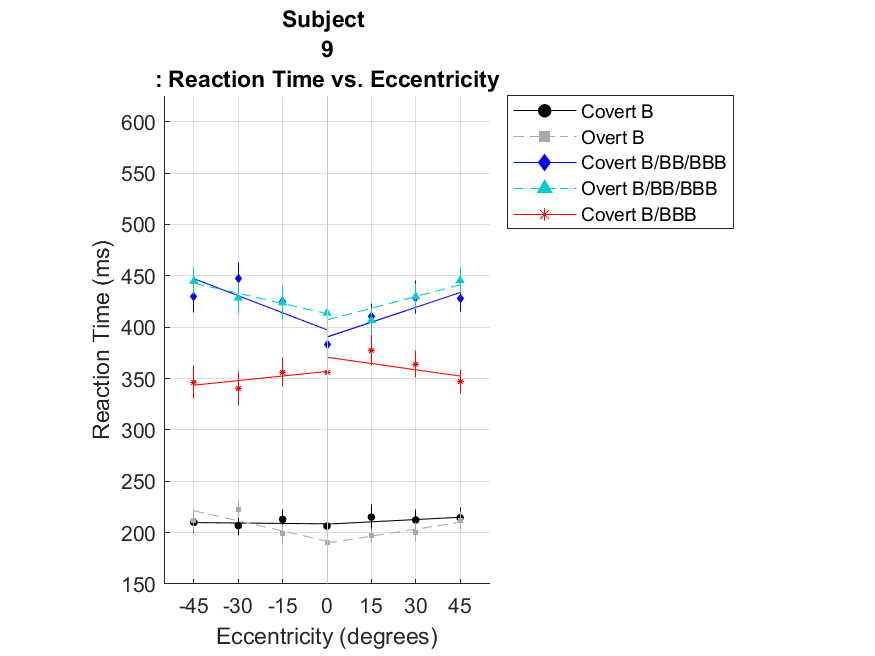 Subject
9
: Reaction Time vs. Eccentricity
Covert B
Overt B
Covert B/BB/BBB
Overt B/BB/BBB
Covert B/BBB
Reaction Time (ms)
600
550
500
450
400
350
300
250
200
150
-45 -30 -15 0 15 30 45
Eccentricity (degrees)